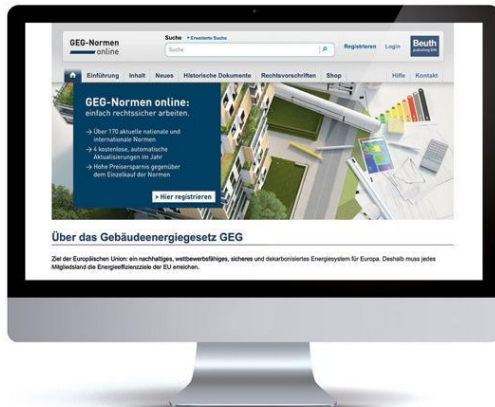 GEG-Normen
online
Suche ▸ Erweiterte Suche
Suche
Registrieren Login
Beuth
Einführung Inhalt Neues Historische Dokumente Rechtsvorschriften Shop Hilfe Kontakt
GEG-Normen online:
einfach rechtssicher arbeiten.
→ Über 170 aktuelle nationale und
internationale Normen
→ 4 kostenlose, automatische
Aktualisierungen im Jahr
→ Hohe Preisersparnis gegenüber
dem Einzelkauf der Normen
▸ Hier registrieren
Über das Gebäudeenergiegesetz GEG
Ziel der Europäischen Union: ein nachhaltiges, wettbewerbsfähiges, sicheres und dekarbonisiertes Energiesystem für Europa. Deshalb muss jedes
Mitgliedsland die Energieeffizienzziele der EU erreichen.